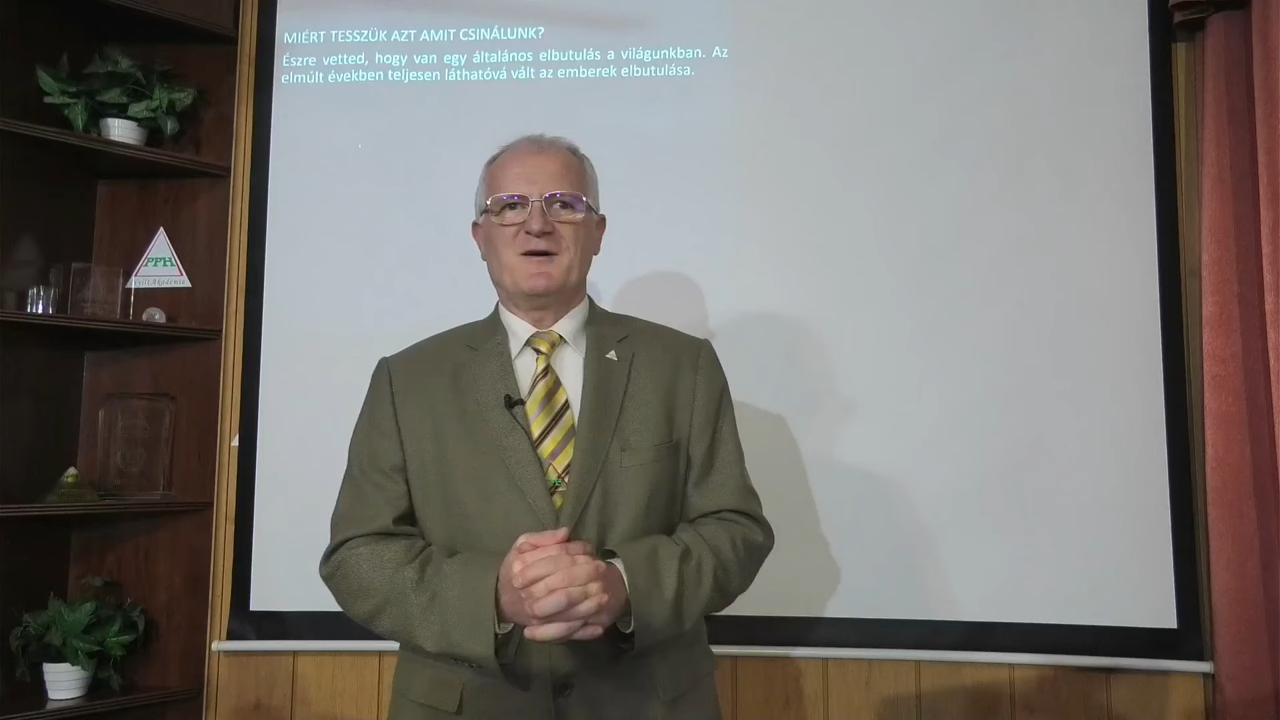 MIÉRT TESSZÜK AZT AMIT CSINÁLUNK?
Észre vetted, hogy van egy általános elbutulás a világunkban. Az
elmúlt években teljesen láthatóvá vált az emberek elbutulása.
PPH